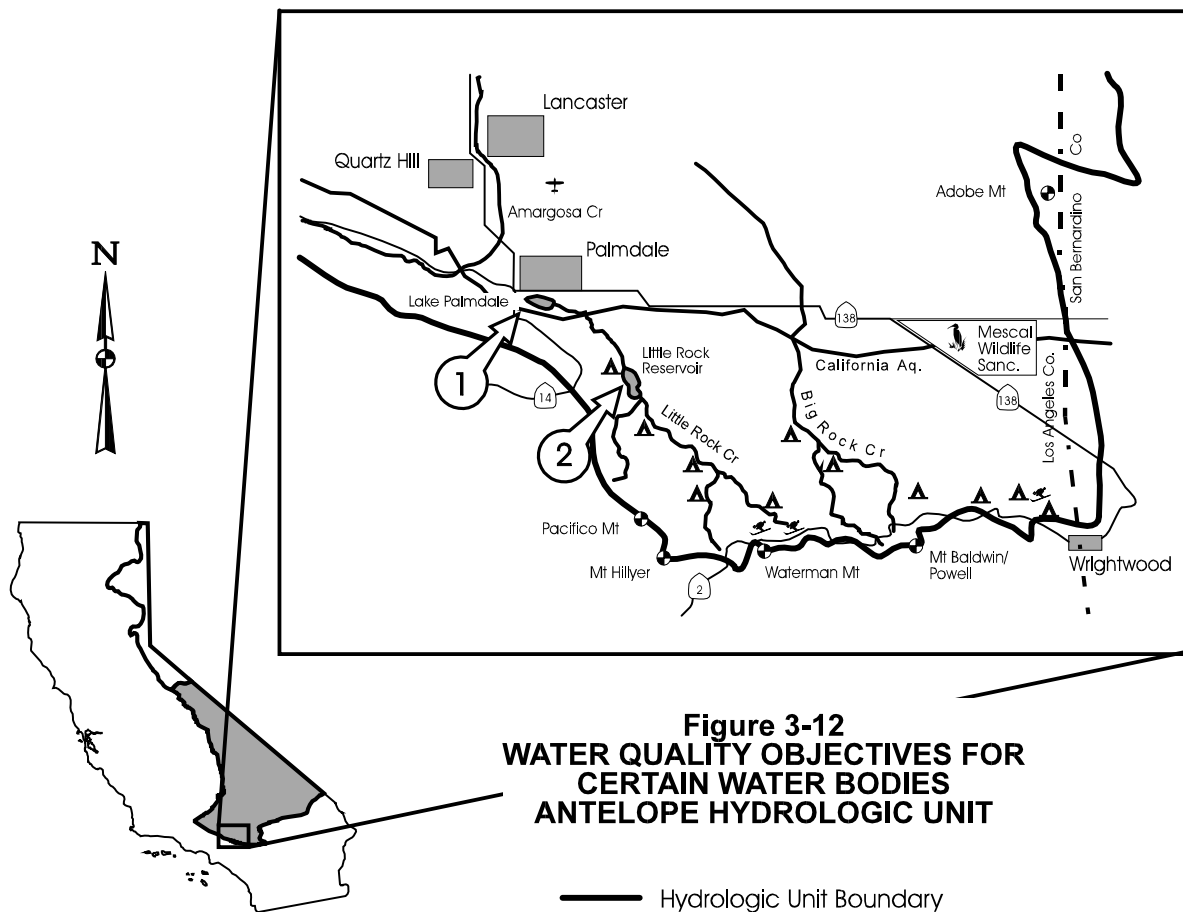 Lancaster
Quartz Hill
Amargosa Cr
Palmdale
Lake Palmdale
Adobe Mt
San Bernardino Co
Los Angeles Co.
138
Mescal
Wildlife
Sanc.
California Aq.
138
Little Rock
Reservoir
1
14
2
Little Rock Cr
Big Rock Cr
N
Pacifico Mt
Mt Hillyer
2
Waterman Mt
Mt Baldwin/
Powell
Wrightwood
Figure 3-12
WATER QUALITY OBJECTIVES FOR
CERTAIN WATER BODIES
ANTELOPE HYDROLOGIC UNIT
Hydrologic Unit Boundary